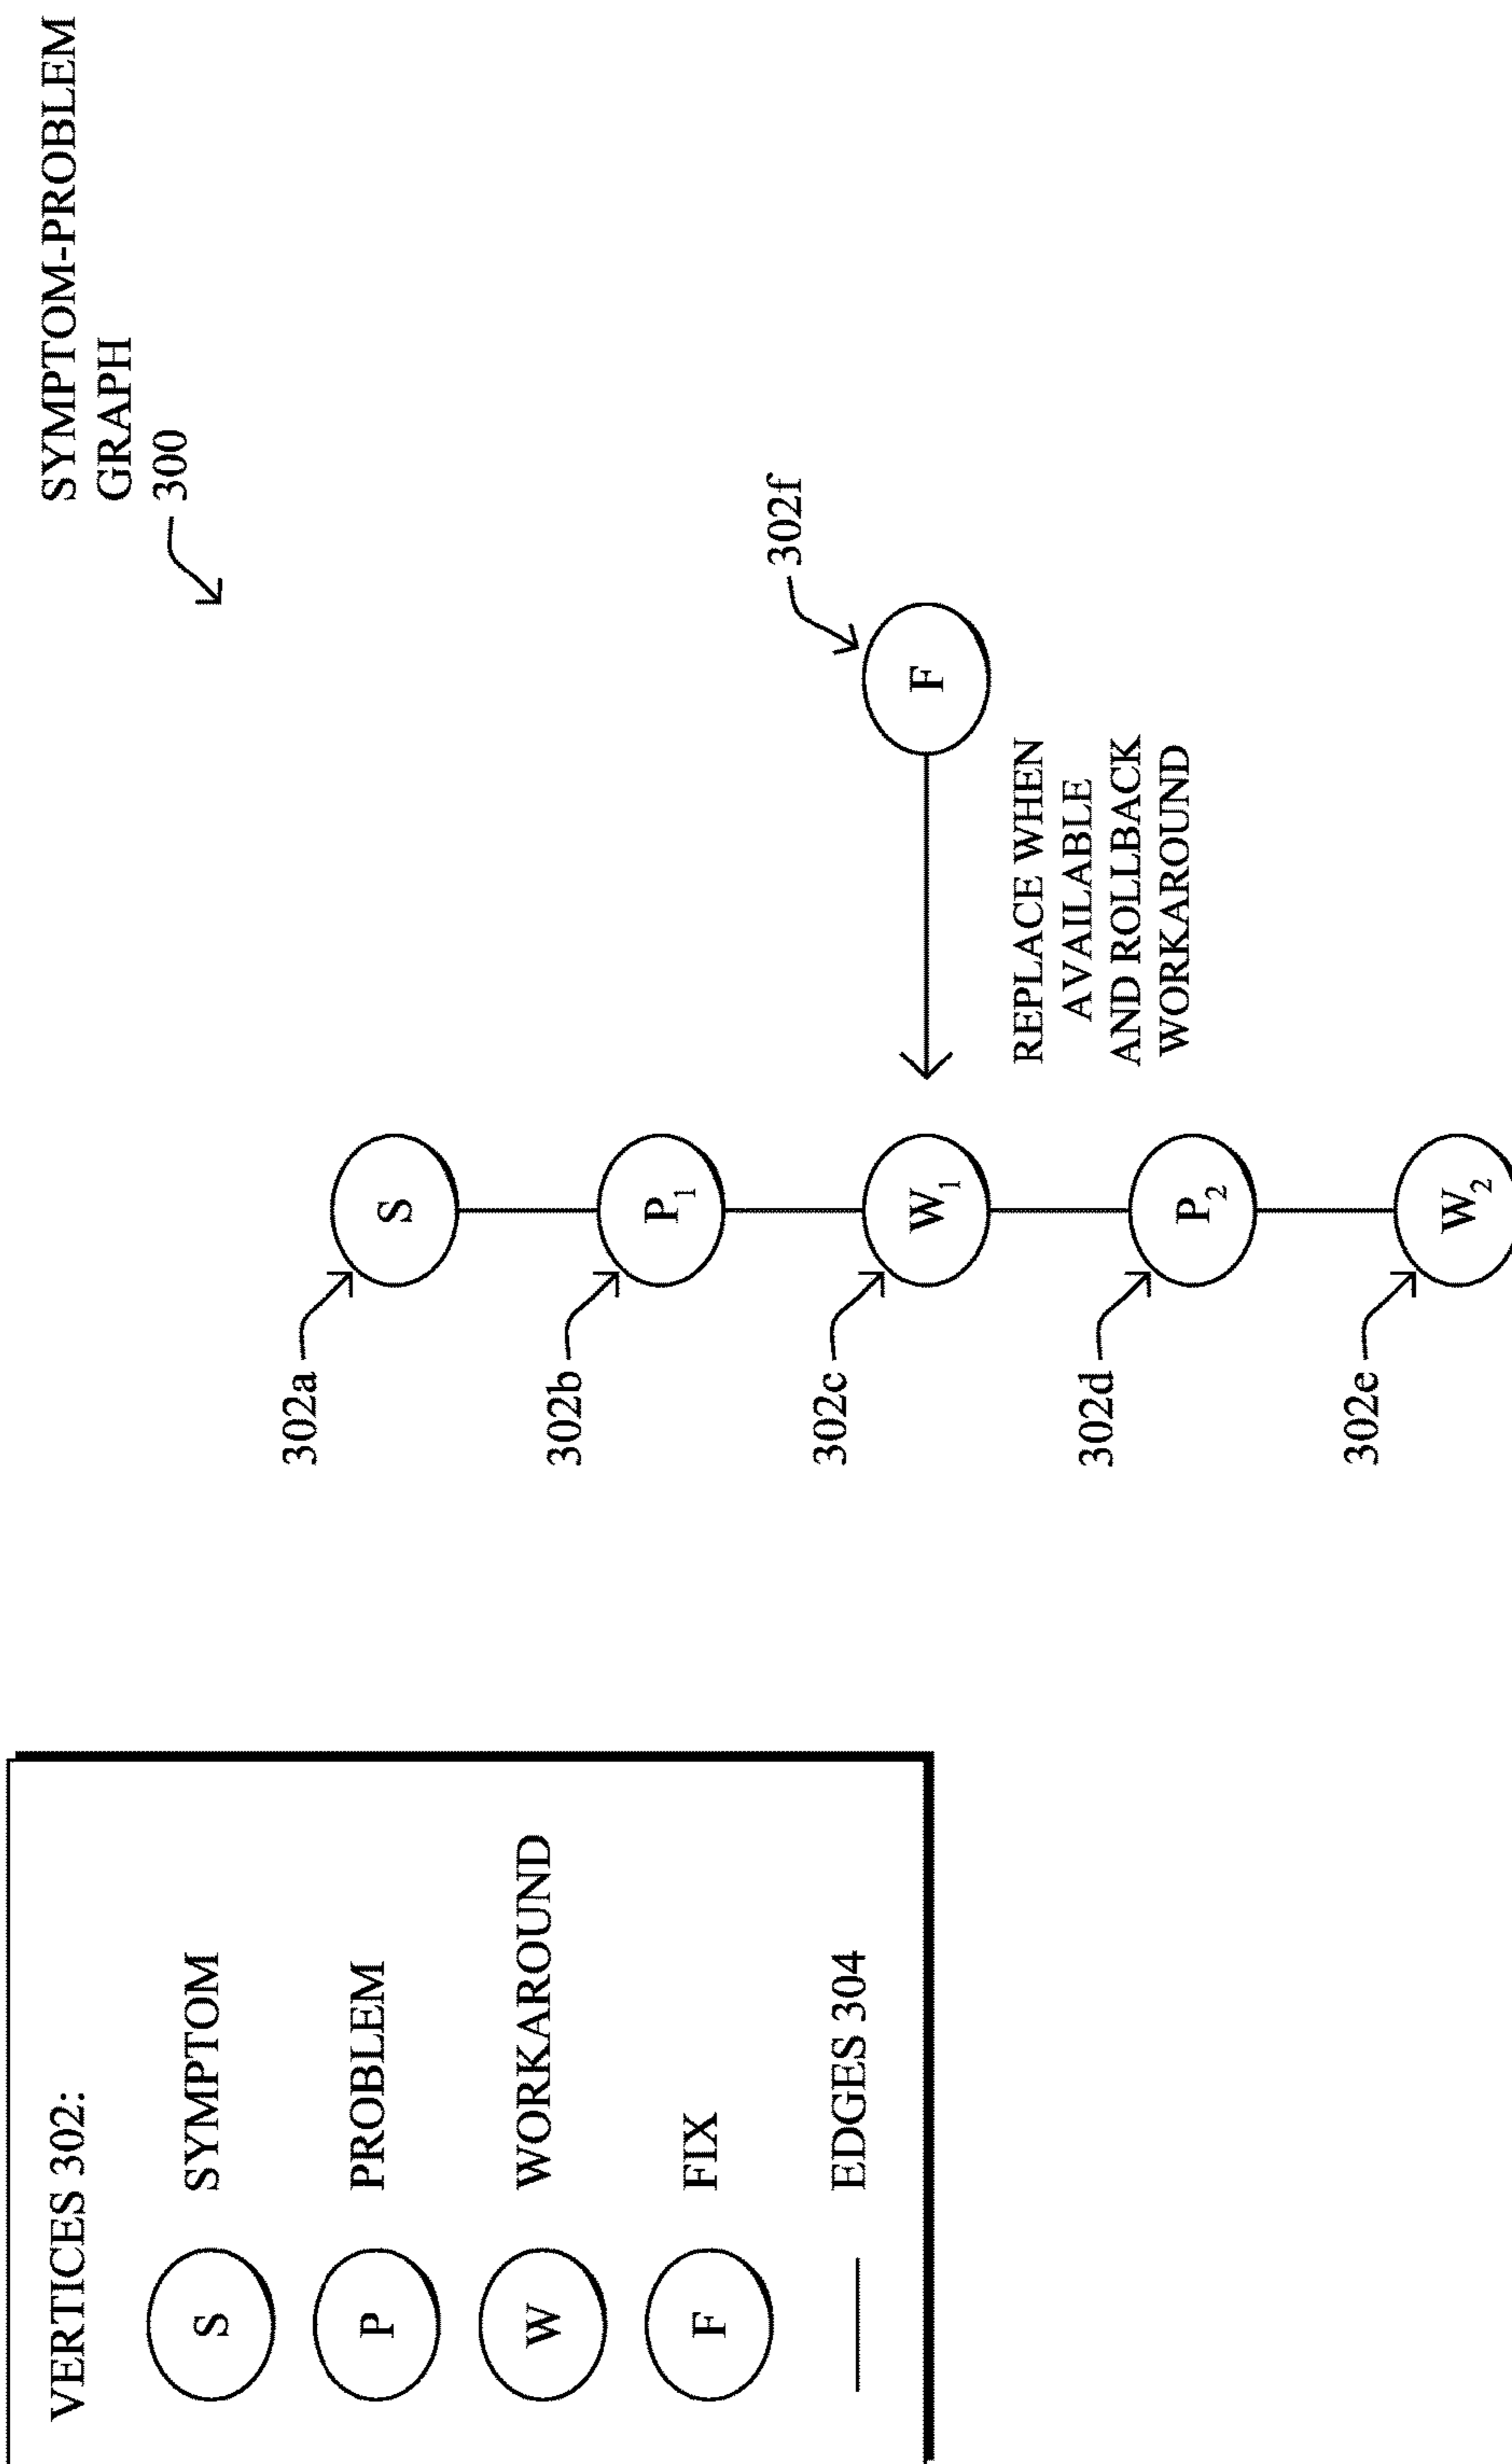 VERTICES 302:
S SYMPTOM
P PROBLEM
W WORKAROUND
F FIX
EDGES 304
SYMPTOM-PROBLEM
GRAPH
300
302a
S
302b
P₁
302c
W₁
302f
F
REPLACE WHEN
AVAILABLE
AND ROLLBACK
WORKAROUND
302d
P₂
302e
W₂